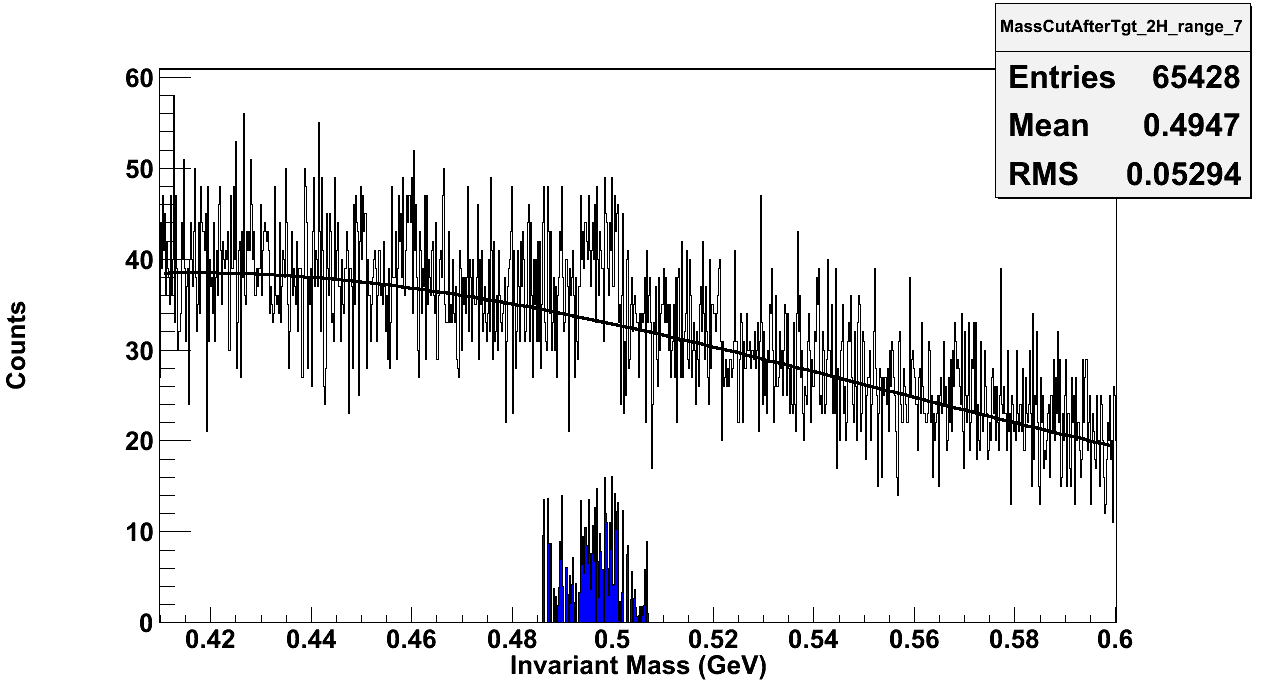 MassCutAfterTgt_2H_range_7
Entries 65428
Mean 0.4947
RMS 0.05294
60
50
40
30
20
10
0
Counts
0.42 0.44 0.46 0.48 0.5 0.52 0.54 0.56 0.58 0.6
Invariant Mass (GeV)